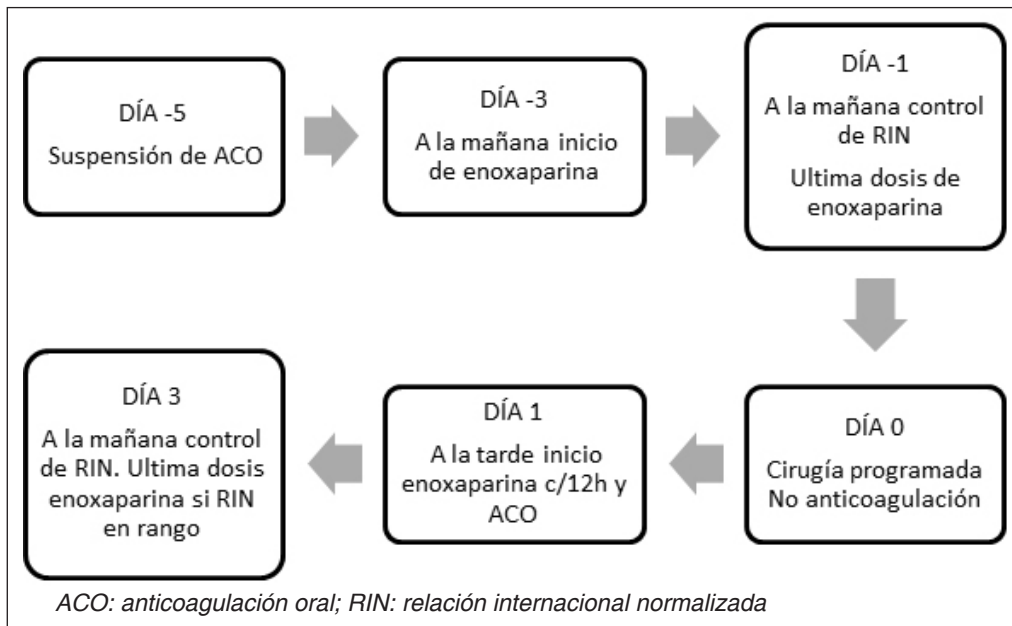 DÍA -5
Suspensión de ACO
DÍA -3
A la mañana inicio
de enoxaparina
DÍA -1
A la mañana control
de RIN
Ultima dosis de
enoxaparina
DÍA 0
Cirugía programada
No anticoagulación
DÍA 1
A la tarde inicio
enoxaparina c/12h y
ACO
DÍA 3
A la mañana control
de RIN. Ultima dosis
enoxaparina si RIN
en rango
ACO: anticoagulación oral; RIN: relación internacional normalizada